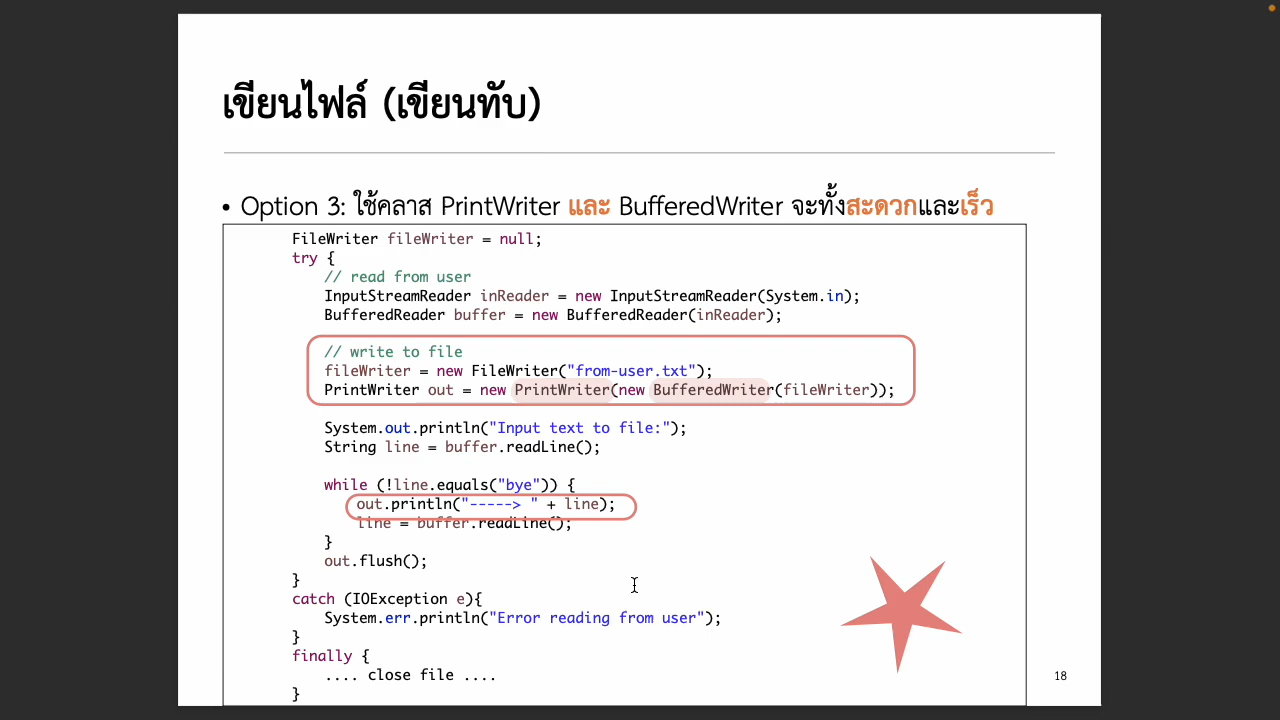 เขียนไฟล์ (เขียนทับ)
• Option 3: ใช้คลาส PrintWriter และ BufferedWriter จะทั้งสะดวกและเร็ว
FileWriter fileWriter = null;
try {
// read from user
InputStreamReader inReader = new InputStreamReader(System.in);
BufferedReader buffer = new BufferedReader(inReader);
// write to file
fileWriter = new FileWriter("from-user.txt");
PrintWriter out = new PrintWriter(new BufferedWriter(fileWriter));
System.out.println("Input text to file:");
String line = buffer.readLine();
while (!line.equals("bye")) {
out.println("-----> " + line);
line = buffer.readLine();
}
out.flush();
}
catch (IOException e){
System.err.println("Error reading from user");
}
finally {
.... close file ....
}
18